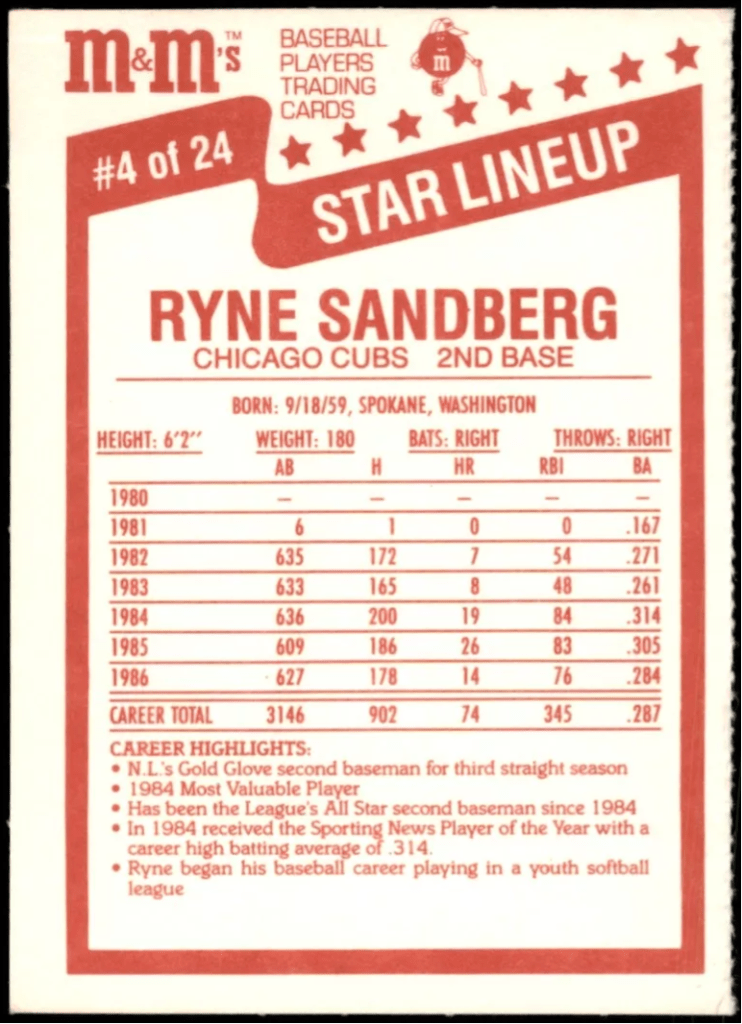 m&m's™
BASEBALL
PLAYERS
TRADING
CARDS
m
#4 of 24
STAR LINEUP
RYNE SANDBERG
CHICAGO CUBS 2ND BASE
BORN: 9/18/59, SPOKANE, WASHINGTON
HEIGHT: 6'2" WEIGHT: 180 BATS: RIGHT THROWS: RIGHT
AB H HR RBI BA
1980 – – – – –
1981 6 1 0 0 .167
1982 635 172 7 54 .271
1983 633 165 8 48 .261
1984 636 200 19 84 .314
1985 609 186 26 83 .305
1986 627 178 14 76 .284
CAREER TOTAL 3146 902 74 345 .287
CAREER HIGHLIGHTS:
• N.L.'s Gold Glove second baseman for third straight season
• 1984 Most Valuable Player
• Has been the League's All Star second baseman since 1984
• In 1984 received the Sporting News Player of the Year with a
career high batting average of .314.
• Ryne began his baseball career playing in a youth softball
league